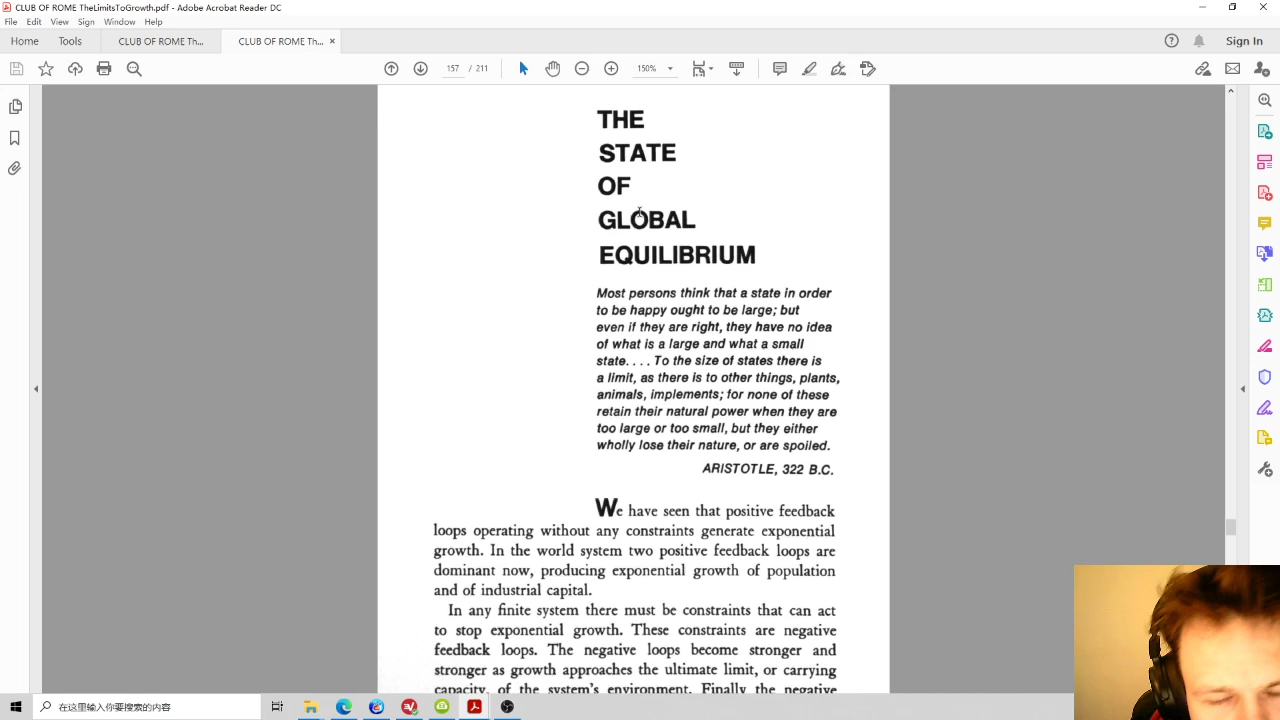 CLUB OF ROME TheLimitsToGrowth.pdf - Adobe Acrobat Reader DC
File Edit View Sign Window Help
Home Tools CLUB OF ROME Th... CLUB OF ROME Th... ×
Sign In
157 / 211 150%
THE
STATE
OF
GLOBAL
EQUILIBRIUM
Most persons think that a state in order
to be happy ought to be large; but
even if they are right, they have no idea
of what is a large and what a small
state. . . . To the size of states there is
a limit, as there is to other things, plants,
animals, implements; for none of these
retain their natural power when they are
too large or too small, but they either
wholly lose their nature, or are spoiled.
ARISTOTLE, 322 B.C.
We have seen that positive feedback
loops operating without any constraints generate exponential
growth. In the world system two positive feedback loops are
dominant now, producing exponential growth of population
and of industrial capital.
In any finite system there must be constraints that can act
to stop exponential growth. These constraints are negative
feedback loops. The negative loops become stronger and
stronger as growth approaches the ultimate limit, or carrying
capacity, of the system's environment. Finally the negative
在这里输入你要搜索的内容